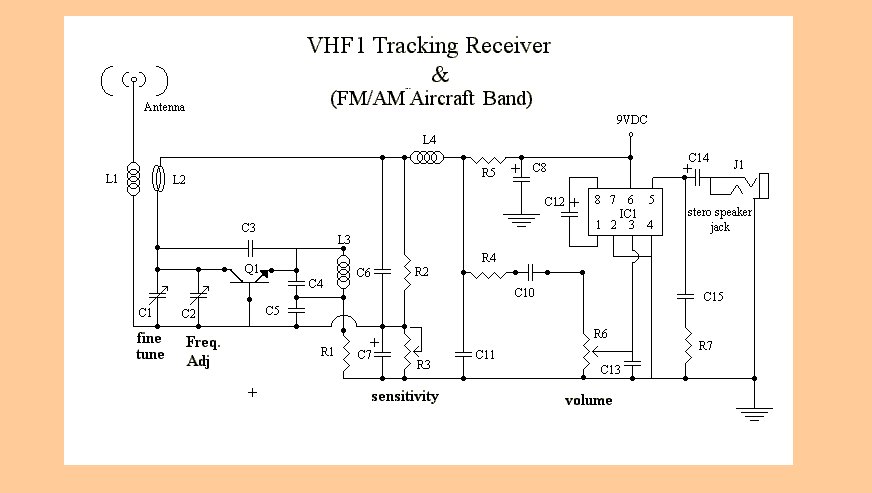 VHF1 Tracking Receiver
&
(FM/AM Aircraft Band)
Antenna
9VDC
L4
L1
L2
R5
C8
C14
J1
C12
8 7 6 5
IC1
1 2 3 4
stero speaker
jack
C3
L3
Q1
C4
C6
R2
R4
C10
C1
C2
C5
C15
fine
tune
Freq.
Adj
R1
C7
R3
C11
R6
C13
R7
sensitivity
volume